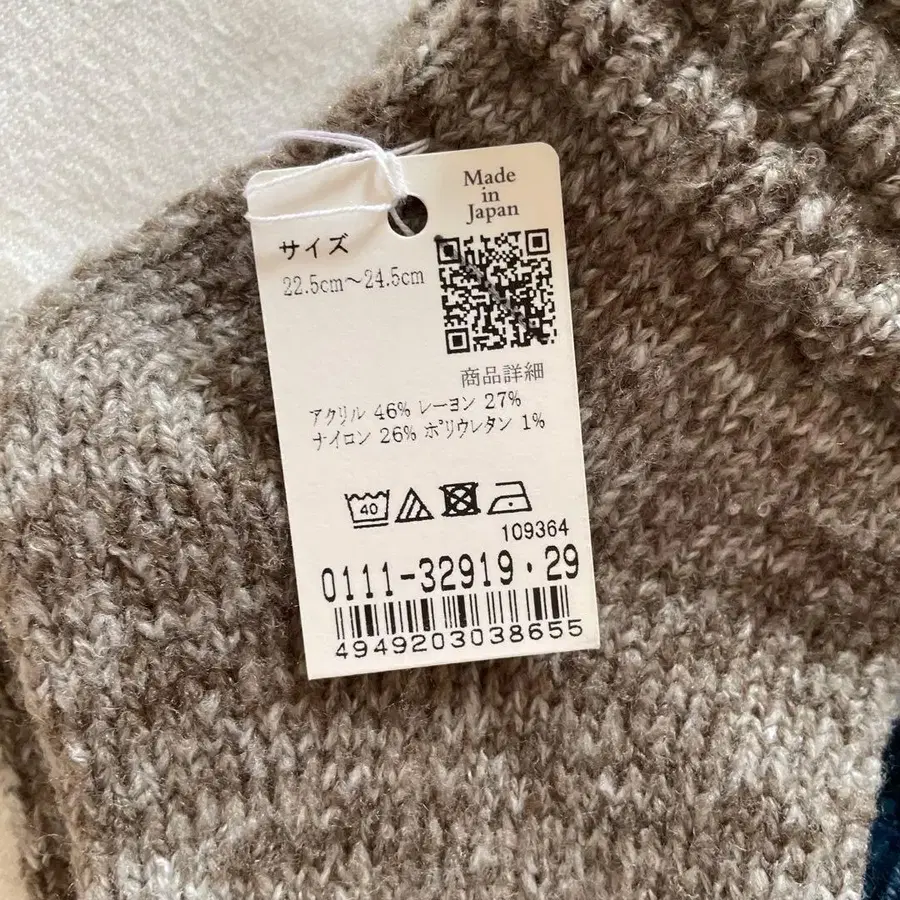 Made
in
Japan
サイズ
22.5cm～24.5cm
商品詳細
アクリル 46% レーヨン 27%
ナイロン 26% ポリウレタン 1%
40
109364
0111-32919・29
4949203038655